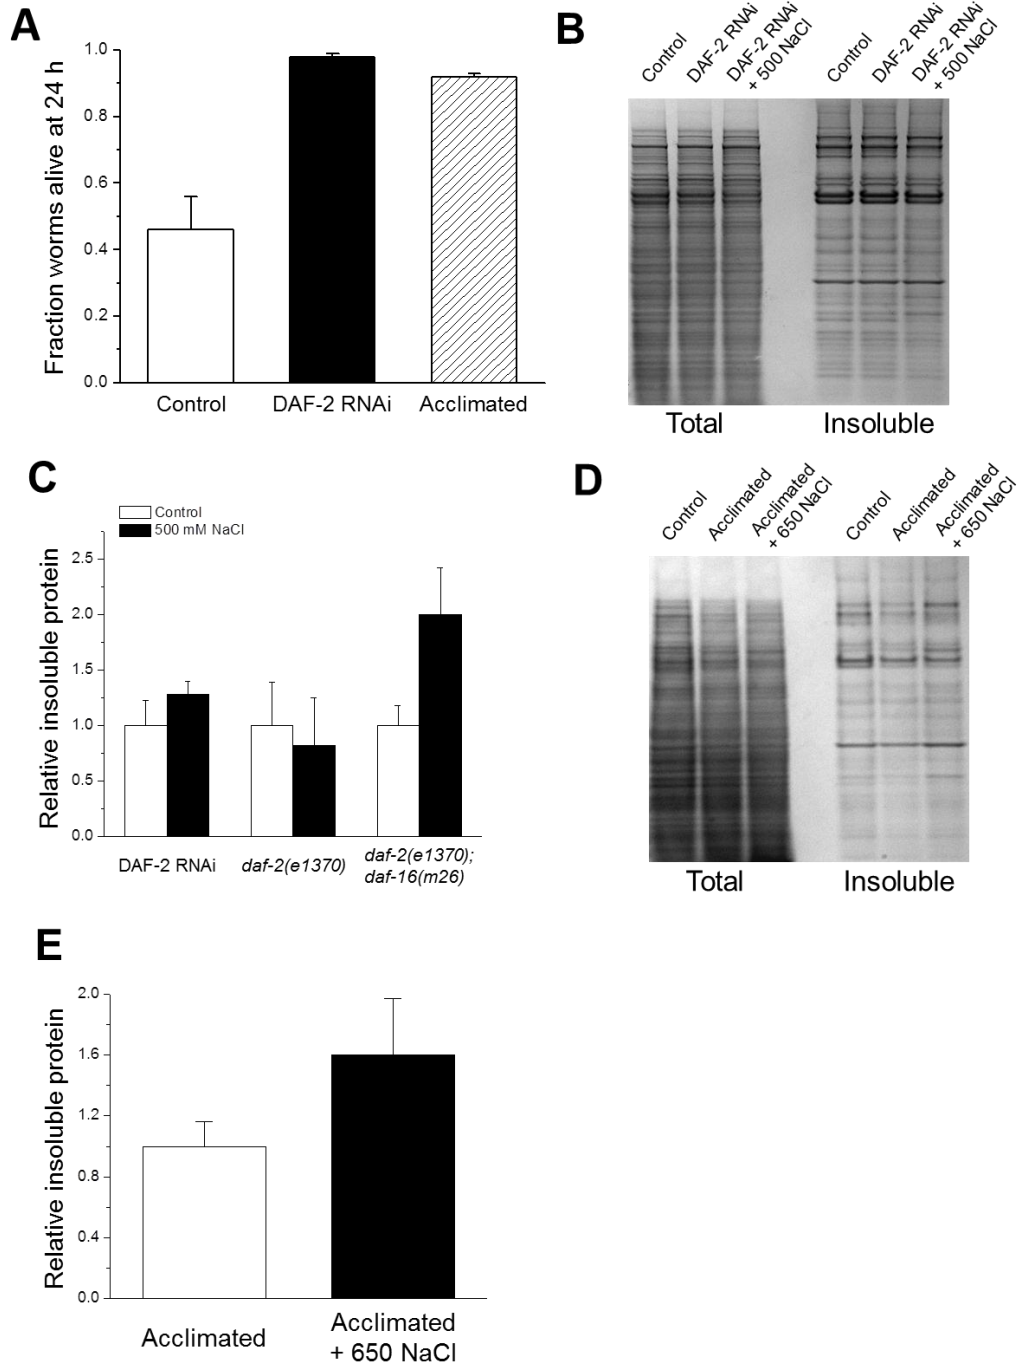 A
Fraction worms alive at 24 h
1.0
0.8
0.6
0.4
0.2
0.0
Control
DAF-2 RNAi
Acclimated
B
Control
DAF-2 RNAi
DAF-2 RNAi
+ 500 NaCl
Control
DAF-2 RNAi
DAF-2 RNAi
+ 500 NaCl
Total
Insoluble
C
Control
500 mM NaCl
Relative insoluble protein
2.5
2.0
1.5
1.0
0.5
0.0
DAF-2 RNAi
daf-2(e1370)
daf-2(e1370);
daf-16(m26)
D
Control
Acclimated
Acclimated
+ 650 NaCl
Control
Acclimated
Acclimated
+ 650 NaCl
Total
Insoluble
E
Relative insoluble protein
2.0
1.6
1.2
0.8
0.4
0.0
Acclimated
Acclimated
+ 650 NaCl